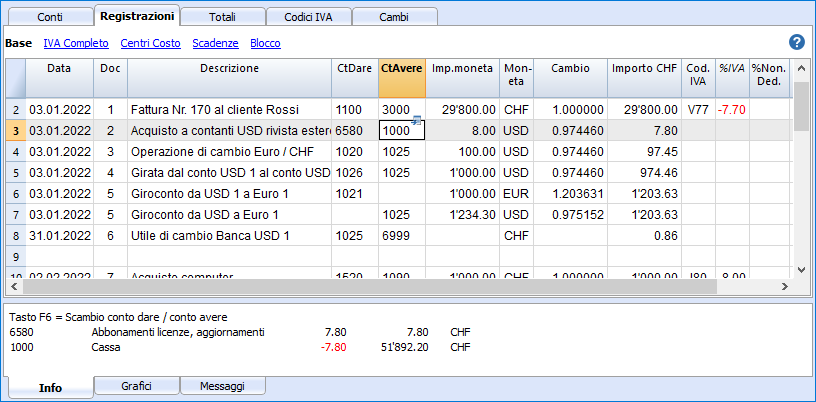 Conti Registrazioni Totali Codici IVA Cambi
Base IVA Completo Centri Costo Scadenze Blocco ?
Data Doc Descrizione CtDare CtAvere Imp.moneta Mon-eta Cambio Importo CHF Cod. IVA %IVA %Non. Ded.
2 03.01.2022 1 Fattura Nr. 170 al cliente Rossi 1100 3000 29'800.00 CHF 1.000000 29'800.00 V77 -7.70
3 03.01.2022 2 Acquisto a contanti USD rivista estero 6580 1000 8.00 USD 0.974460 7.80
4 03.01.2022 3 Operazione di cambio Euro / CHF 1020 1025 100.00 USD 0.974460 97.45
5 03.01.2022 4 Girata dal conto USD 1 al conto USD 1026 1025 1'000.00 USD 0.974460 974.46
6 03.01.2022 5 Giroconto da USD 1 a Euro 1 1021 1'000.00 EUR 1.203631 1'203.63
7 03.01.2022 5 Giroconto da USD a Euro 1 1025 1'234.30 USD 0.975152 1'203.63
8 31.01.2022 6 Utile di cambio Banca USD 1 1025 6999 CHF 0.86
9
10 02.02.2022 7 Acquisto computer 1520 1090 1'000.00 CHF 1.000000 1'000.00 I80 8.00
Tasto F6 = Scambio conto dare / conto avere
6580 Abbonamenti licenze, aggiornamenti 7.80 7.80 CHF
1000 Cassa -7.80 51'892.20 CHF
Info Grafici Messaggi